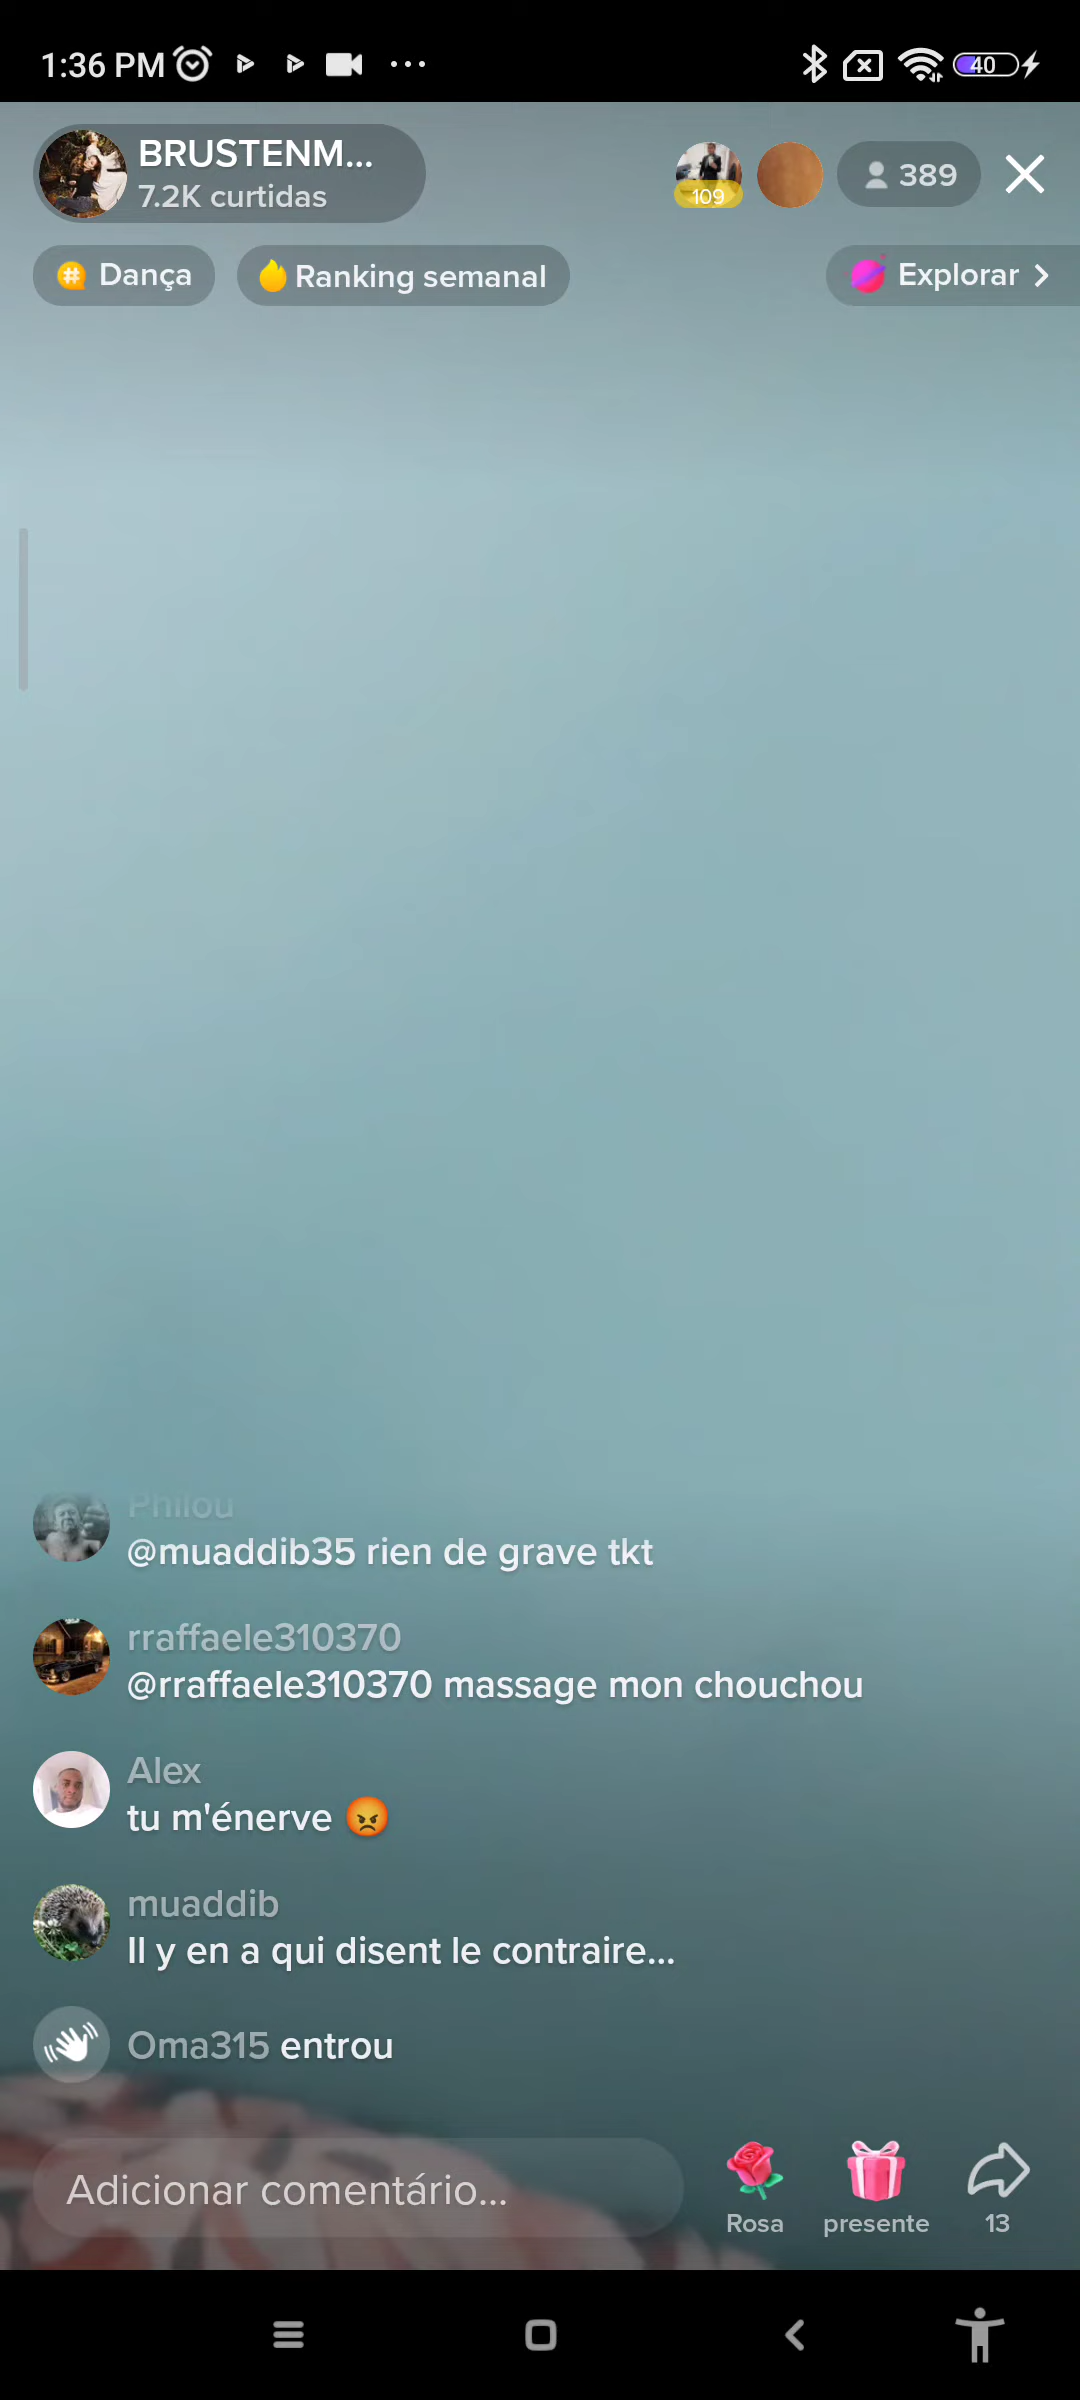 1:36 PM
40
BRUSTENM...
7.2K curtidas
109
389
Dança
Ranking semanal
Explorar
Philou
@muaddib35 rien de grave tkt
rraffaele310370
@rraffaele310370 massage mon chouchou
Alex
tu m'énerve 😡
muaddib
Il y en a qui disent le contraire...
Oma315 entrou
Adicionar comentário...
Rosa
presente
13